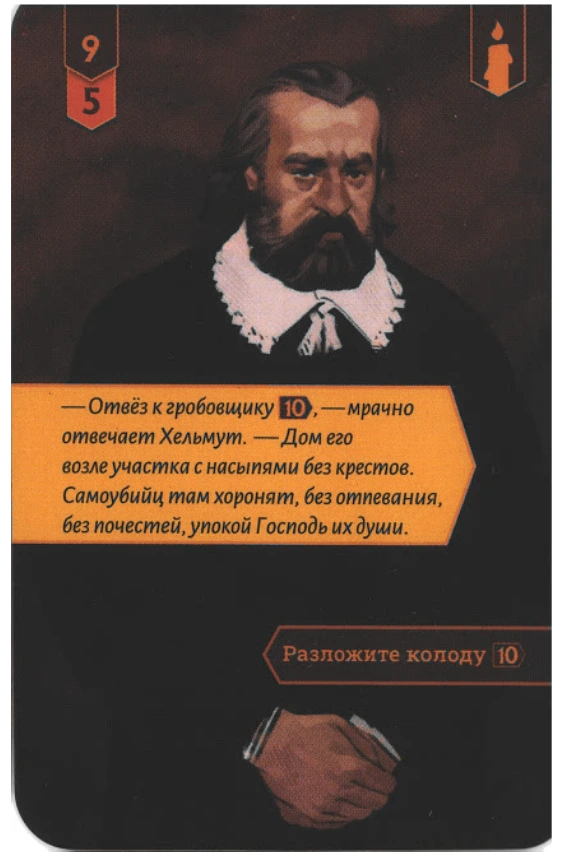 9
5
— Отвёз к гробовщику 10, — мрачно
отвечает Хельмут. — Дом его
возле участка с насыпями без крестов.
Самоубийц там хоронят, без отпевания,
без почестей, упокой Господь их души.
Разложите колоду 10